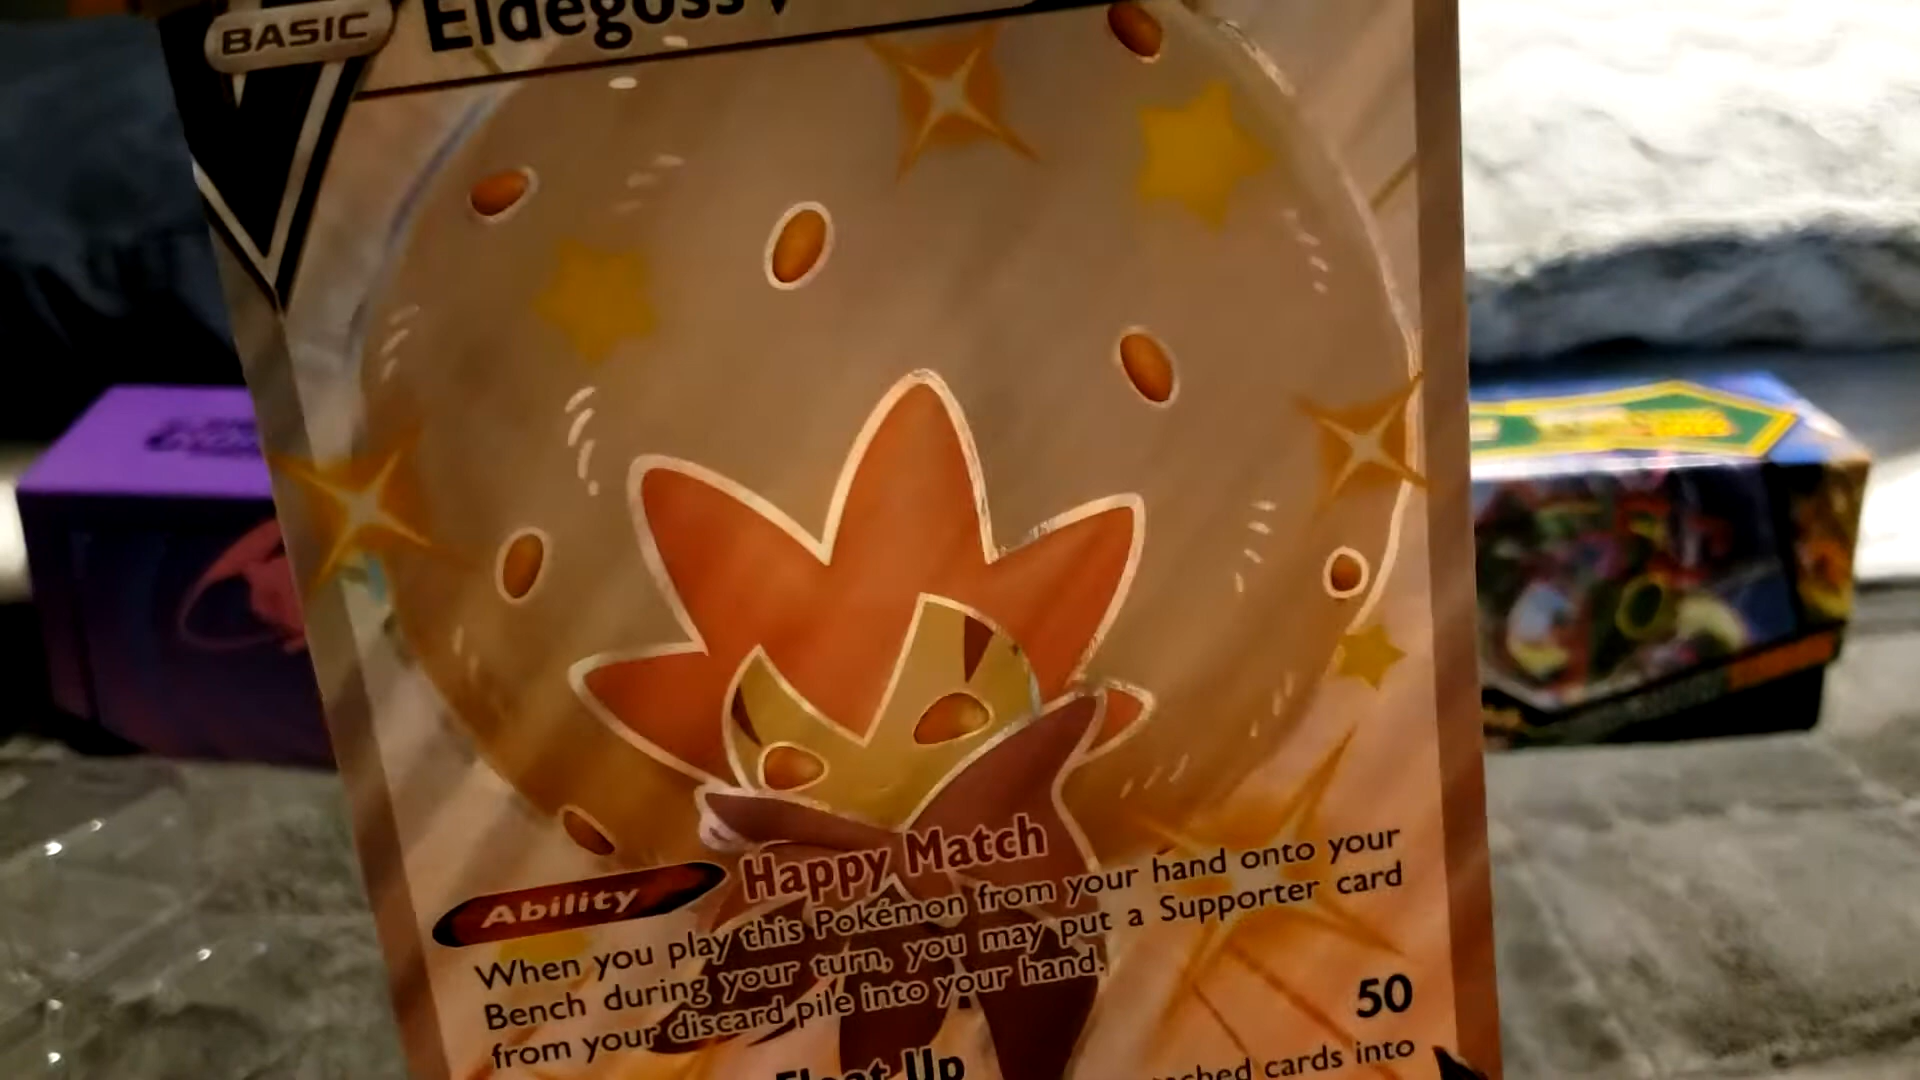 BASIC
Eldegoss V
Ability Happy Match
When you play this Pokémon from your hand onto your
Bench during your turn, you may put a Supporter card
from your discard pile into your hand.
Float Up 50
cards into